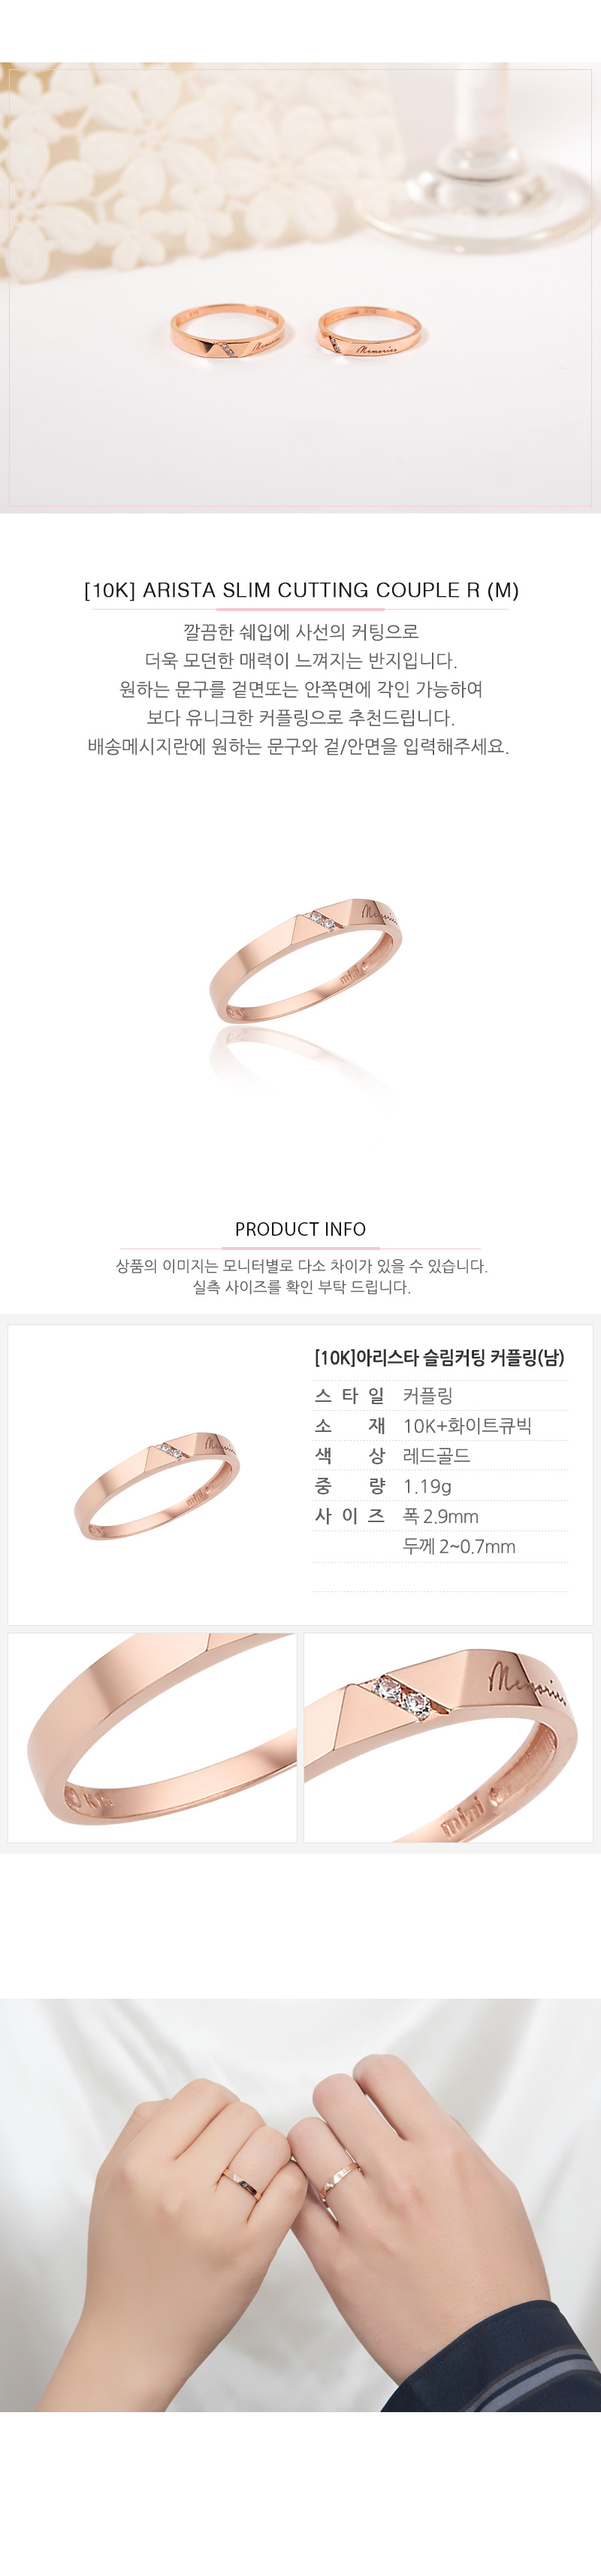 Memories
Memories
[10K] ARISTA SLIM CUTTING COUPLE R (M)
깔끔한 쉐입에 사선의 커팅으로
더욱 모던한 매력이 느껴지는 반지입니다.
원하는 문구를 겉면또는 안쪽면에 각인 가능하여
보다 유니크한 커플링으로 추천드립니다.
배송메시지란에 원하는 문구와 겉/안면을 입력해주세요.
Memories
mini
PRODUCT INFO
상품의 이미지는 모니터별로 다소 차이가 있을 수 있습니다.
실측 사이즈를 확인 부탁 드립니다.
[10K]아리스타 슬림커팅 커플링(남)
스 타 일 커플링
소 재 10K+화이트큐빅
색 상 레드골드
중 량 1.19g
사 이 즈 폭 2.9mm
두께 2~0.7mm
Memories
mini
Memories
mini